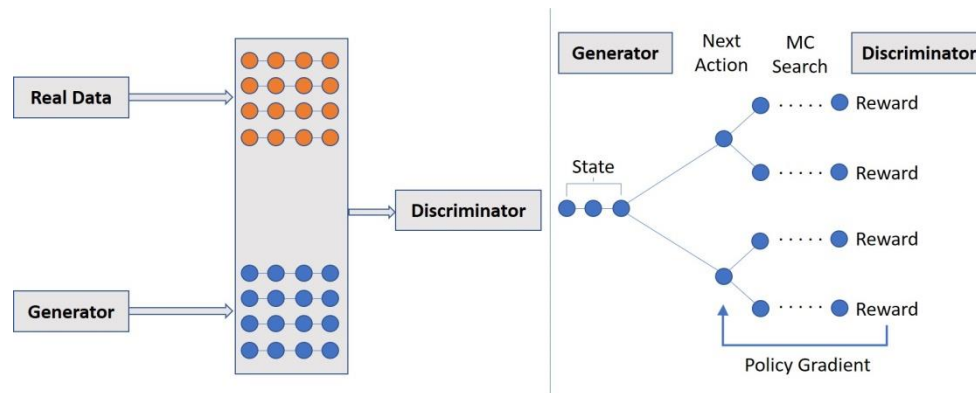 Real Data
Generator
Discriminator
Generator
Next
Action
MC
Search
Discriminator
State
Reward
Reward
Reward
Reward
Policy Gradient